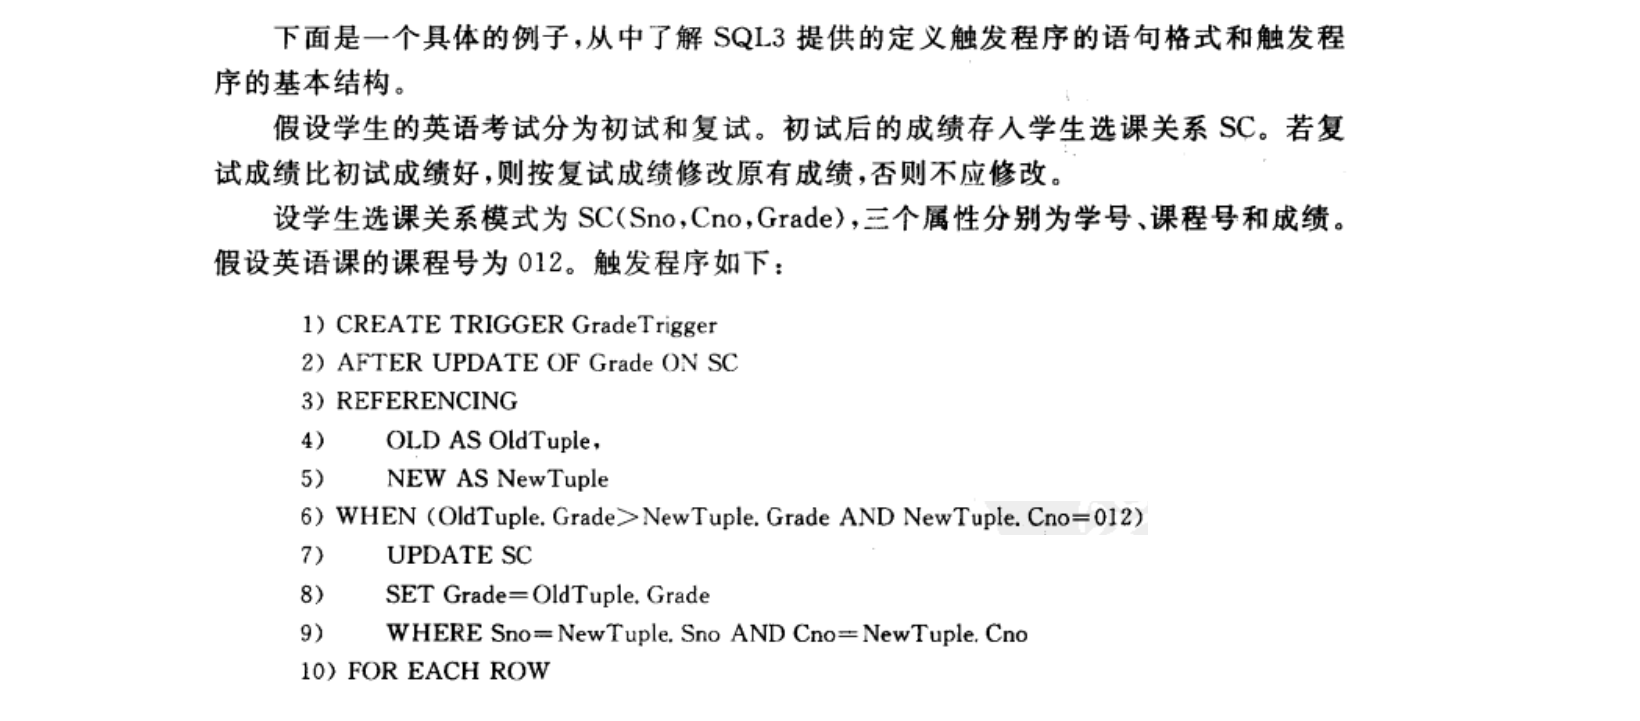 下面是一个具体的例子,从中了解 SQL3 提供的定义触发程序的语句格式和触发程
序的基本结构。
假设学生的英语考试分为初试和复试。初试后的成绩存入学生选课关系 SC。若复
试成绩比初试成绩好,则按复试成绩修改原有成绩,否则不应修改。
设学生选课关系模式为 SC(Sno,Cno,Grade),三个属性分别为学号、课程号和成绩。
假设英语课的课程号为 012。触发程序如下:
1) CREATE TRIGGER GradeTrigger
2) AFTER UPDATE OF Grade ON SC
3) REFERENCING
4) OLD AS OldTuple,
5) NEW AS NewTuple
6) WHEN (OldTuple. Grade>NewTuple. Grade AND NewTuple. Cno=012)
7) UPDATE SC
8) SET Grade=OldTuple. Grade
9) WHERE Sno=NewTuple. Sno AND Cno=NewTuple. Cno
10) FOR EACH ROW